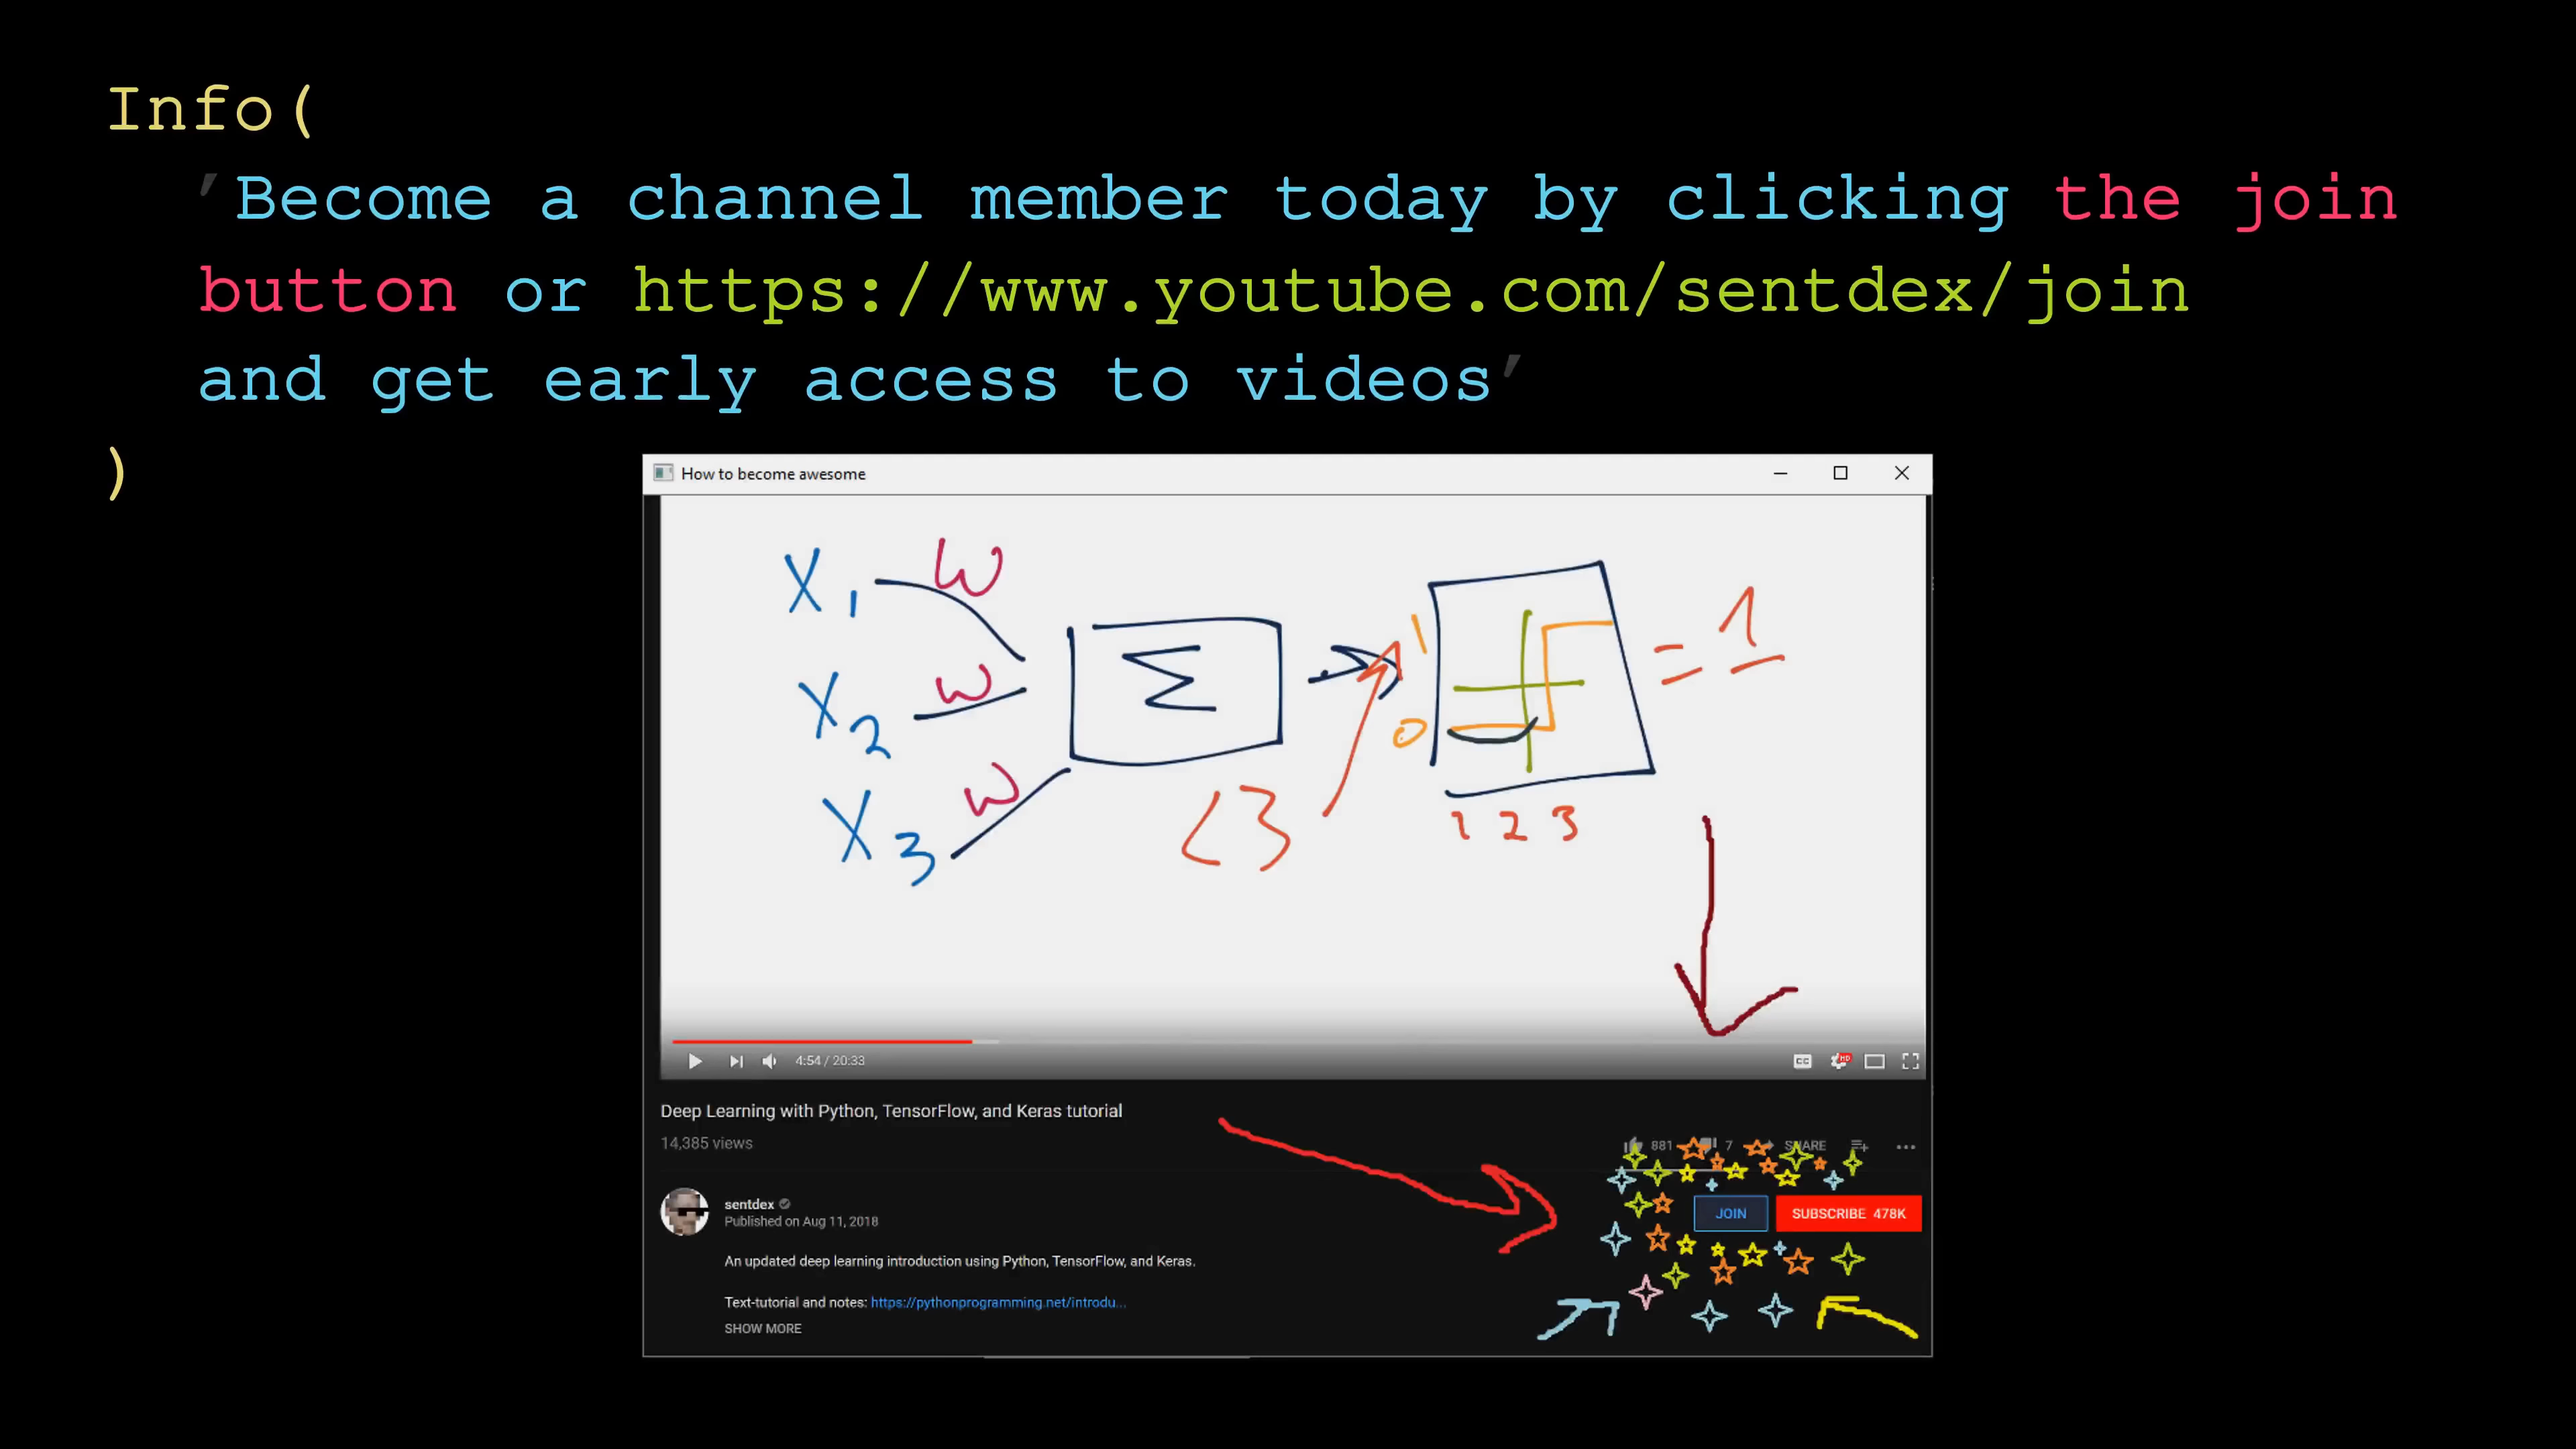 Info(
'Become a channel member today by clicking the join
button or https://www.youtube.com/sentdex/join
and get early access to videos'
)
How to become awesome
X1 W
X2 W
X3 W
Σ
1
0
= 1
<3
1 2 3
4:54 / 20:33
CC
HD
Deep Learning with Python, TensorFlow, and Keras tutorial
14,385 views
881 7 SHARE
sentdex
Published on Aug 11, 2018
JOIN SUBSCRIBE 478K
An updated deep learning introduction using Python, TensorFlow, and Keras.
Text-tutorial and notes: https://pythonprogramming.net/introdu...
SHOW MORE